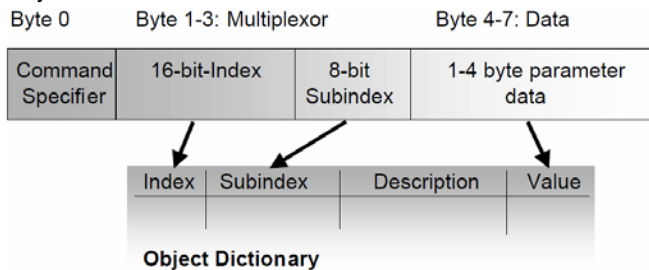 Byte 0 Byte 1-3: Multiplexor Byte 4-7: Data
Command Specifier
16-bit-Index
8-bit Subindex
1-4 byte parameter data
Index Subindex Description Value
Object Dictionary